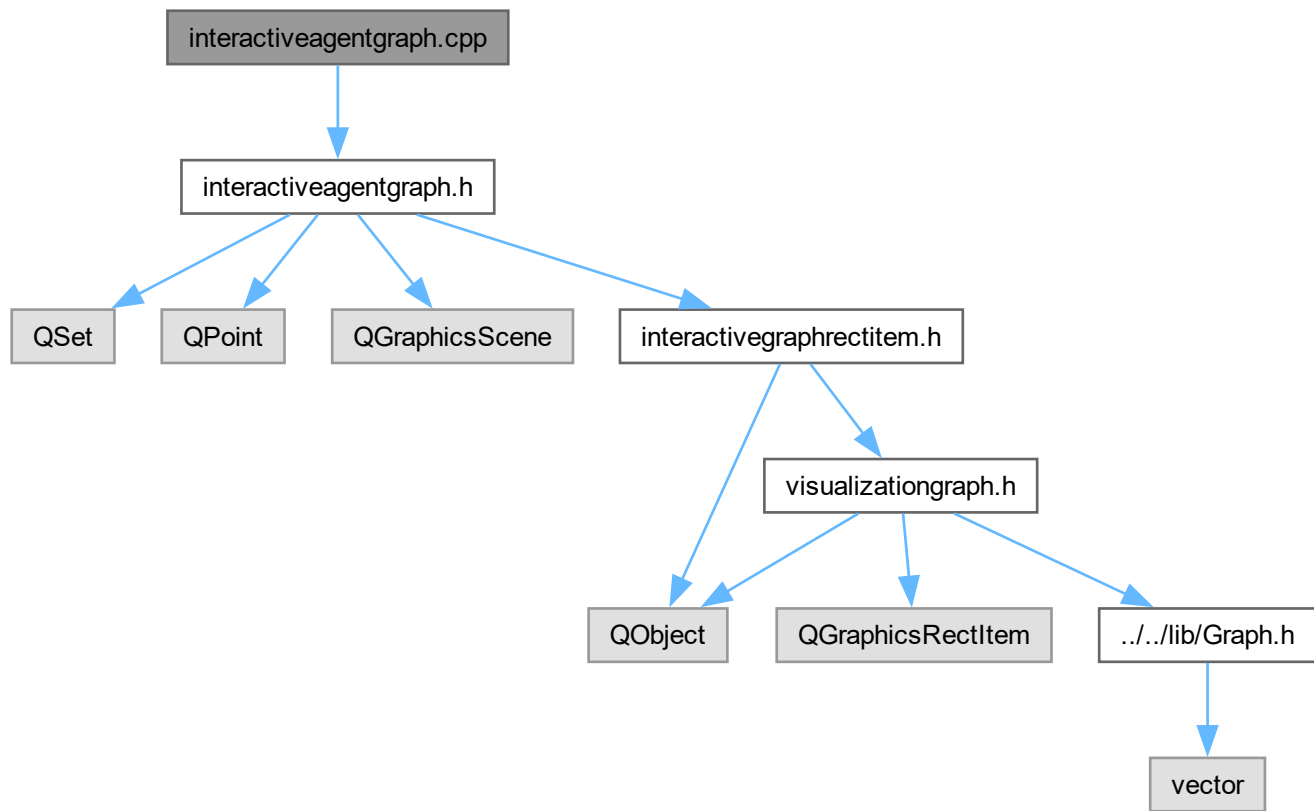 interactiveagentgraph.cpp
interactiveagentgraph.h
QSet
QPoint
QGraphicsScene
interactivegraphrectitem.h
visualizationgraph.h
QObject
QGraphicsRectItem
../../lib/Graph.h
vector